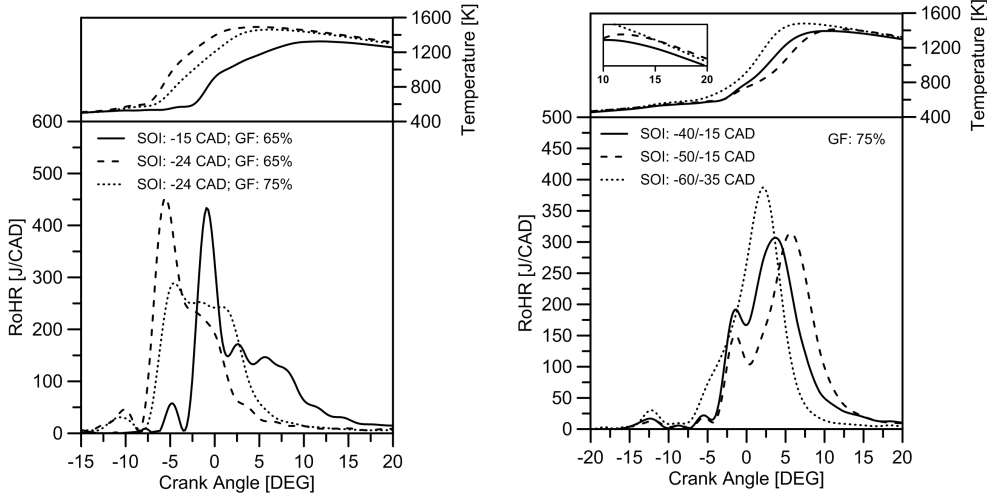 1600
1200
800
400
Temperature [K]
600
500
400
300
200
100
0
RoHR [J/CAD]
SOI: -15 CAD; GF: 65%
SOI: -24 CAD; GF: 65%
SOI: -24 CAD; GF: 75%
-15 -10 -5 0 5 10 15 20
Crank Angle [DEG]
10 15 20
1600
1200
800
400
Temperature [K]
500
450
400
350
300
250
200
150
100
50
0
RoHR [J/CAD]
SOI: -40/-15 CAD
SOI: -50/-15 CAD
SOI: -60/-35 CAD
GF: 75%
-20 -15 -10 -5 0 5 10 15 20
Crank Angle [DEG]